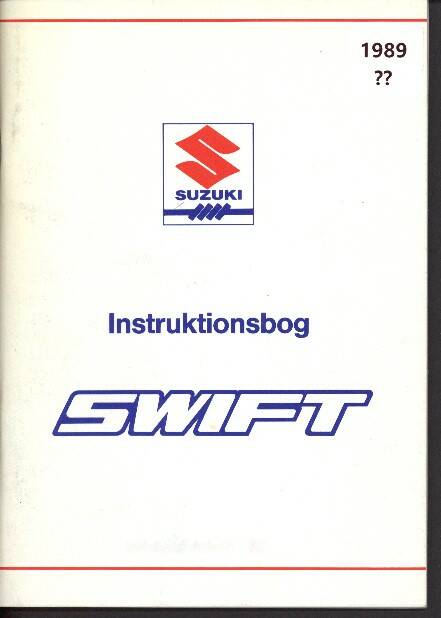 1989
??
SUZUKI
Instruktionsbog
SWIFT